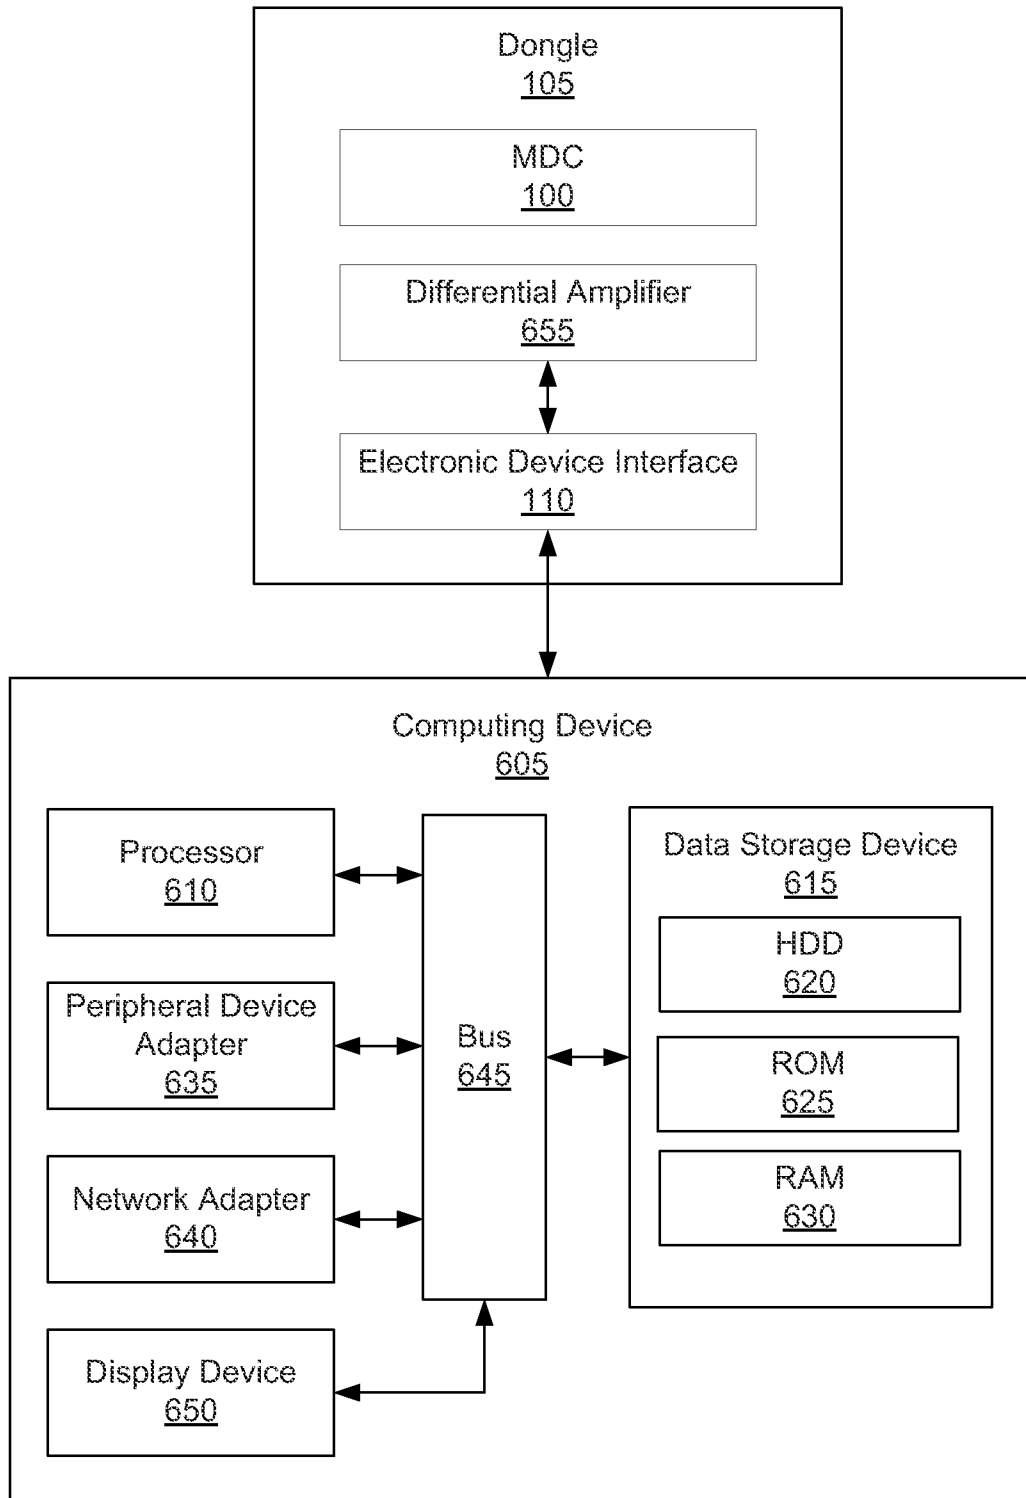 Dongle
105
MDC
100
Differential Amplifier
655
Electronic Device Interface
110
Computing Device
605
Processor
610
Peripheral Device
Adapter
635
Network Adapter
640
Display Device
650
Bus
645
Data Storage Device
615
HDD
620
ROM
625
RAM
630